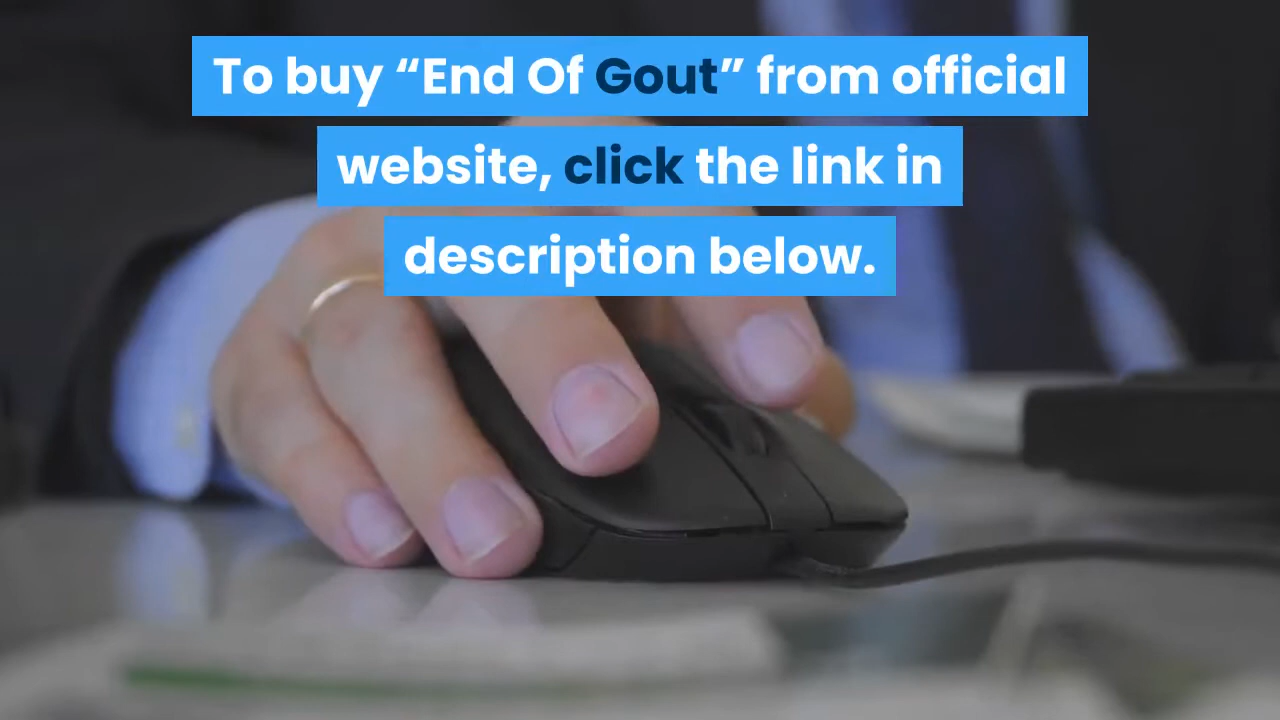 To buy “End Of Gout” from official
website, click the link in
description below.